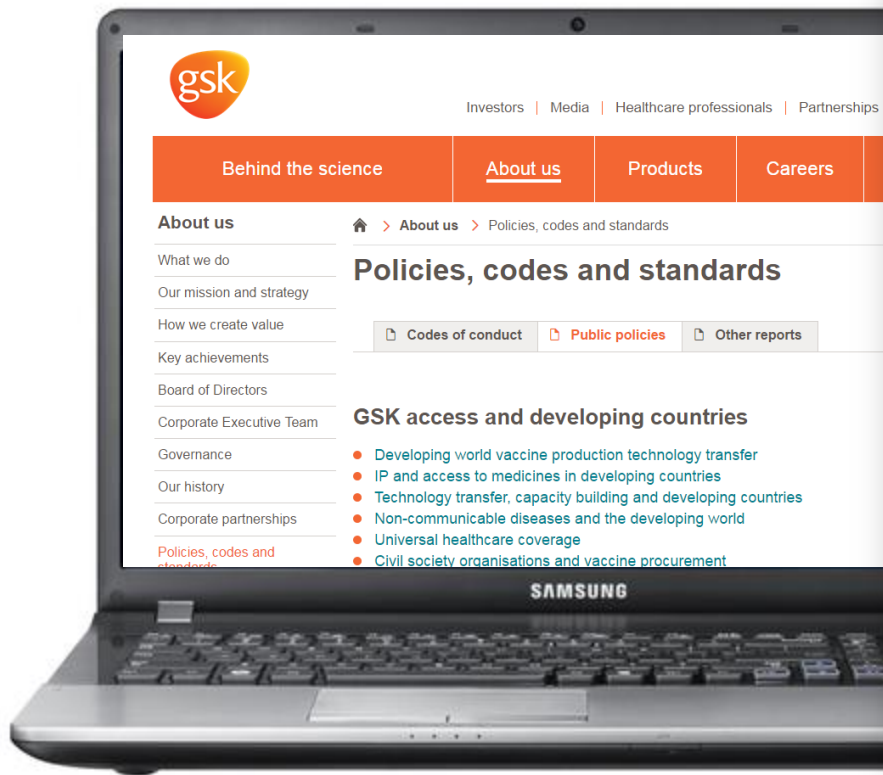 gsk
Investors | Media | Healthcare professionals | Partnerships
Behind the science About us Products Careers
About us
What we do
Our mission and strategy
How we create value
Key achievements
Board of Directors
Corporate Executive Team
Governance
Our history
Corporate partnerships
Policies, codes and
standards
About us > Policies, codes and standards
Policies, codes and standards
Codes of conduct Public policies Other reports
GSK access and developing countries
Developing world vaccine production technology transfer
IP and access to medicines in developing countries
Technology transfer, capacity building and developing countries
Non-communicable diseases and the developing world
Universal healthcare coverage
Civil society organisations and vaccine procurement
SAMSUNG